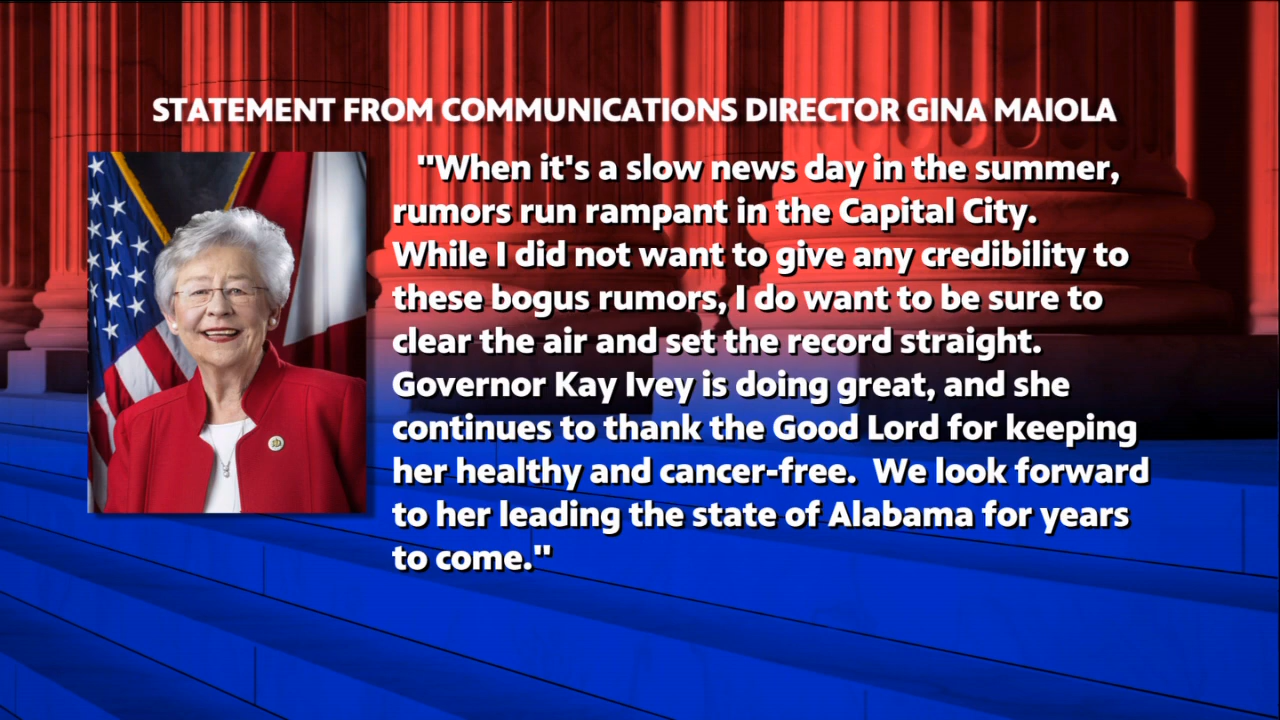 STATEMENT FROM COMMUNICATIONS DIRECTOR GINA MAIOLA
"When it's a slow news day in the summer,
rumors run rampant in the Capital City.
While I did not want to give any credibility to
these bogus rumors, I do want to be sure to
clear the air and set the record straight.
Governor Kay Ivey is doing great, and she
continues to thank the Good Lord for keeping
her healthy and cancer-free.  We look forward
to her leading the state of Alabama for years
to come."